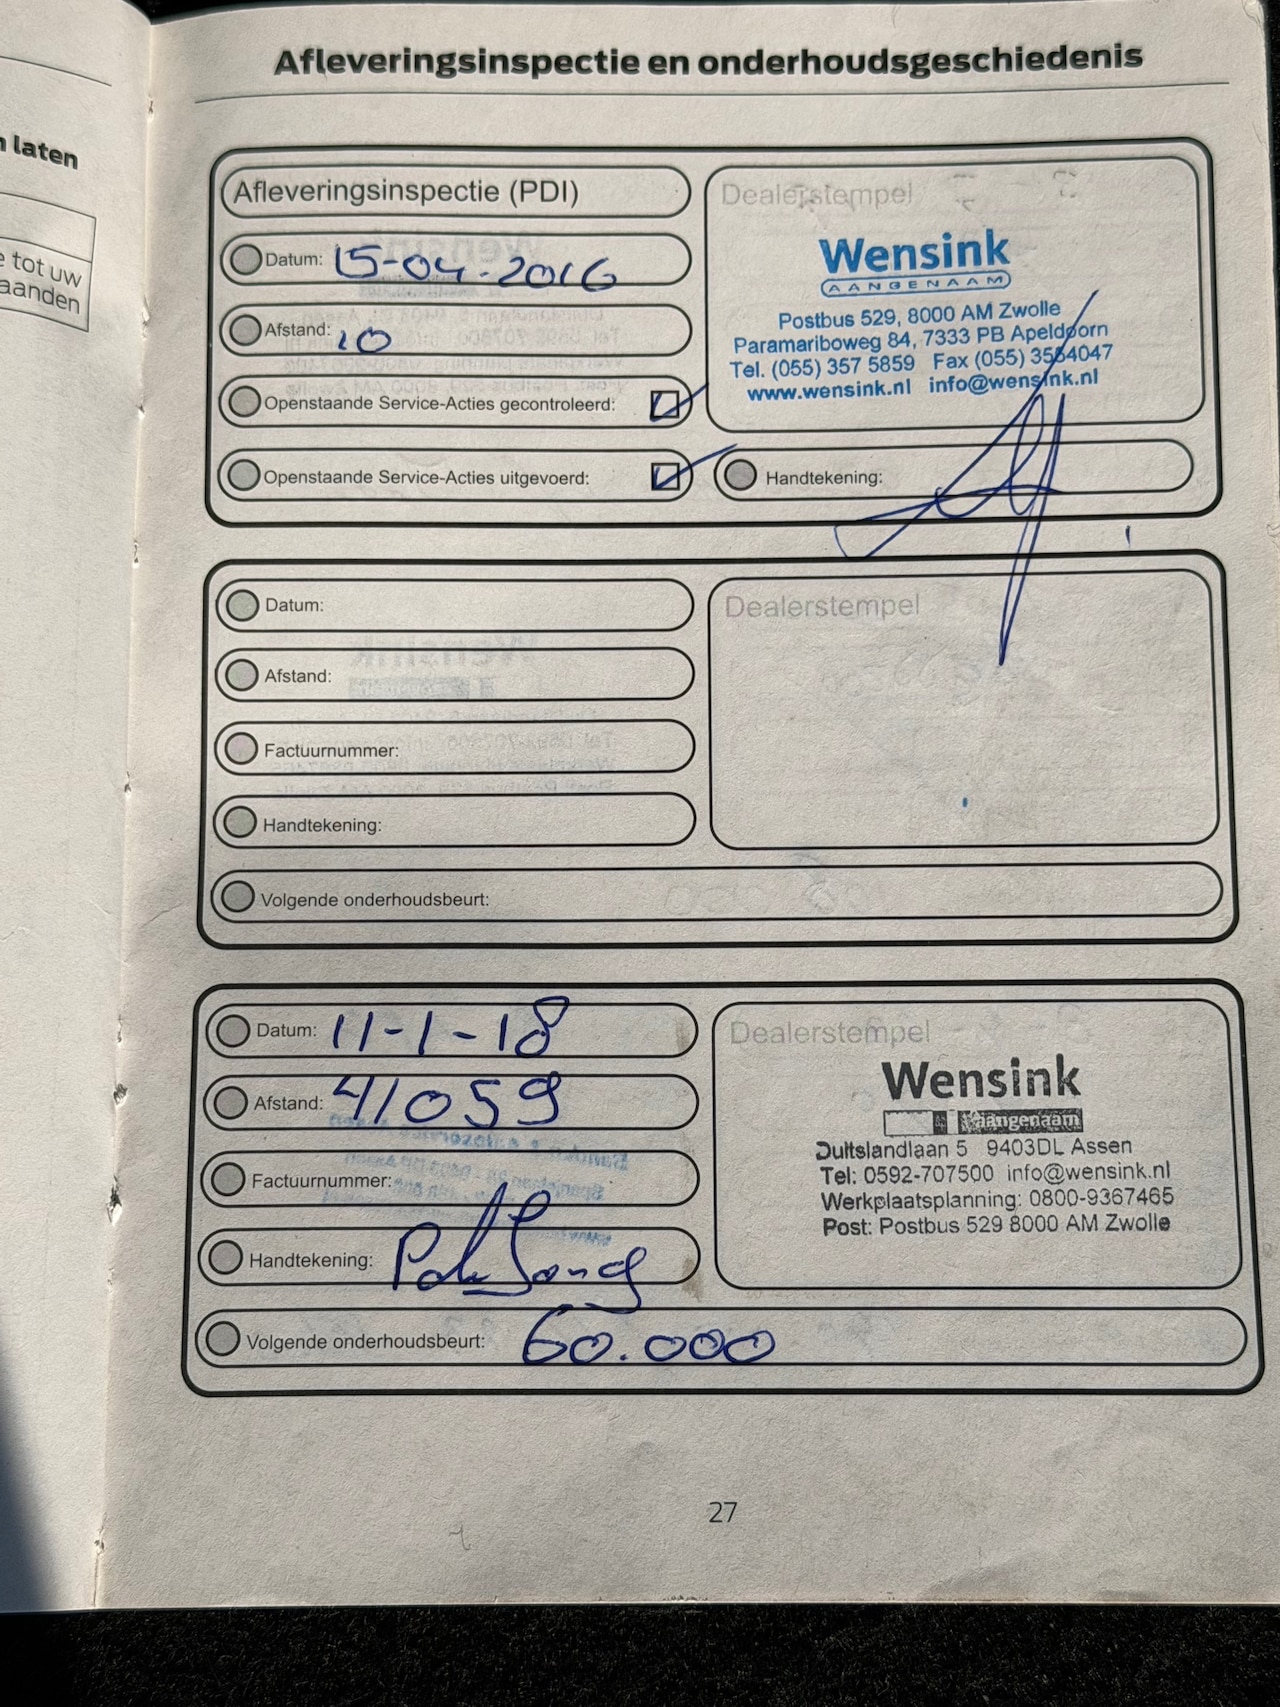 n laten
e tot uw
aanden
Afleveringsinspectie en onderhoudsgeschiedenis
Afleveringsinspectie (PDI)
Datum: 15-04-2016
Afstand: 10
Openstaande Service-Acties gecontroleerd:
Openstaande Service-Acties uitgevoerd:
Dealerstempel
Wensink
AANGENAAM
Postbus 529, 8000 AM Zwolle
Paramariboweg 84, 7333 PB Apeldoorn
Tel. (055) 357 5859 Fax (055) 3564047
www.wensink.nl info@wensink.nl
Handtekening:
Datum:
Afstand:
Factuurnummer:
Handtekening:
Dealerstempel
Volgende onderhoudsbeurt:
Datum: 11-1-18
Afstand: 41059
Factuurnummer:
Handtekening:
Dealerstempel
Wensink
aangenaam
Duitslandlaan 5 9403DL Assen
Tel: 0592-707500 info@wensink.nl
Werkplaatsplanning: 0800-9367465
Post: Postbus 529 8000 AM Zwolle
Volgende onderhoudsbeurt: 60.000
27